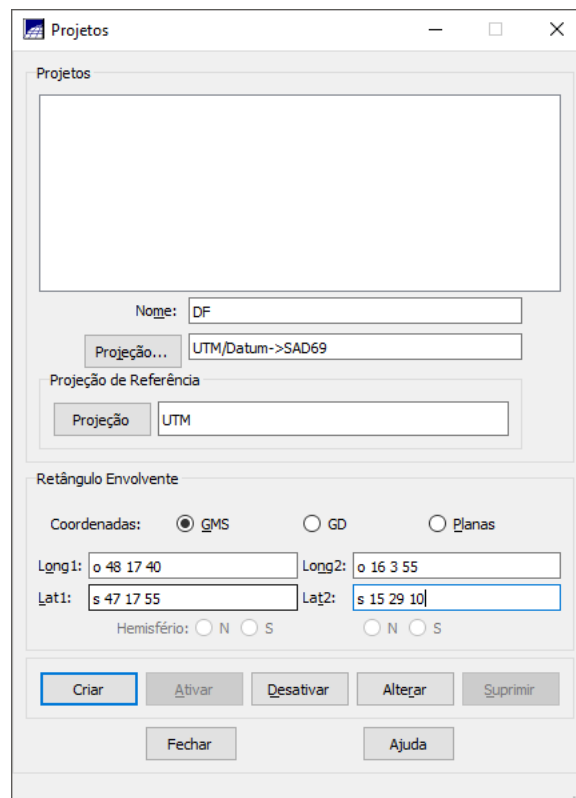 Projetos
Projetos
Nome: DF
Projeção... UTM/Datum->SAD69
Projeção de Referência
Projeção UTM
Retângulo Envolvente
Coordenadas: GMS GD Planas
Long1: o 48 17 40 Long2: o 16 3 55
Lat1: s 47 17 55 Lat2: s 15 29 10
Hemisfério: N S N S
Criar Ativar Desativar Alterar Suprimir
Fechar Ajuda